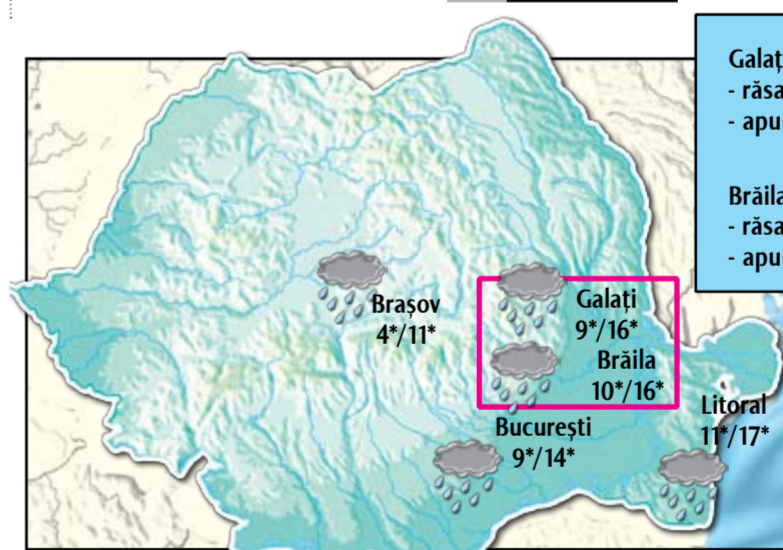 Galaț
- răsa
- apu
Brăila
- răsa
- apu
Brașov
4*/11*
Galați
9*/16*
Brăila
10*/16*
București
9*/14*
Litoral
11*/17*